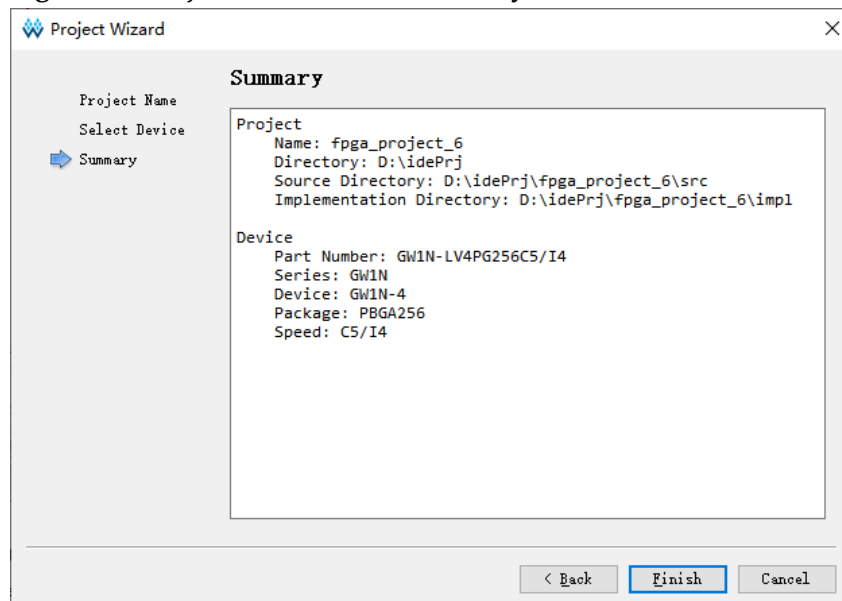 Project Wizard
Summary
Project Name
Select Device
Summary
Project
Name: fpga_project_6
Directory: D:\idePrj
Source Directory: D:\idePrj\fpga_project_6\src
Implementation Directory: D:\idePrj\fpga_project_6\impl
Device
Part Number: GW1N-LV4PG256C5/I4
Series: GW1N
Device: GW1N-4
Package: PBGA256
Speed: C5/I4
< Back Finish Cancel